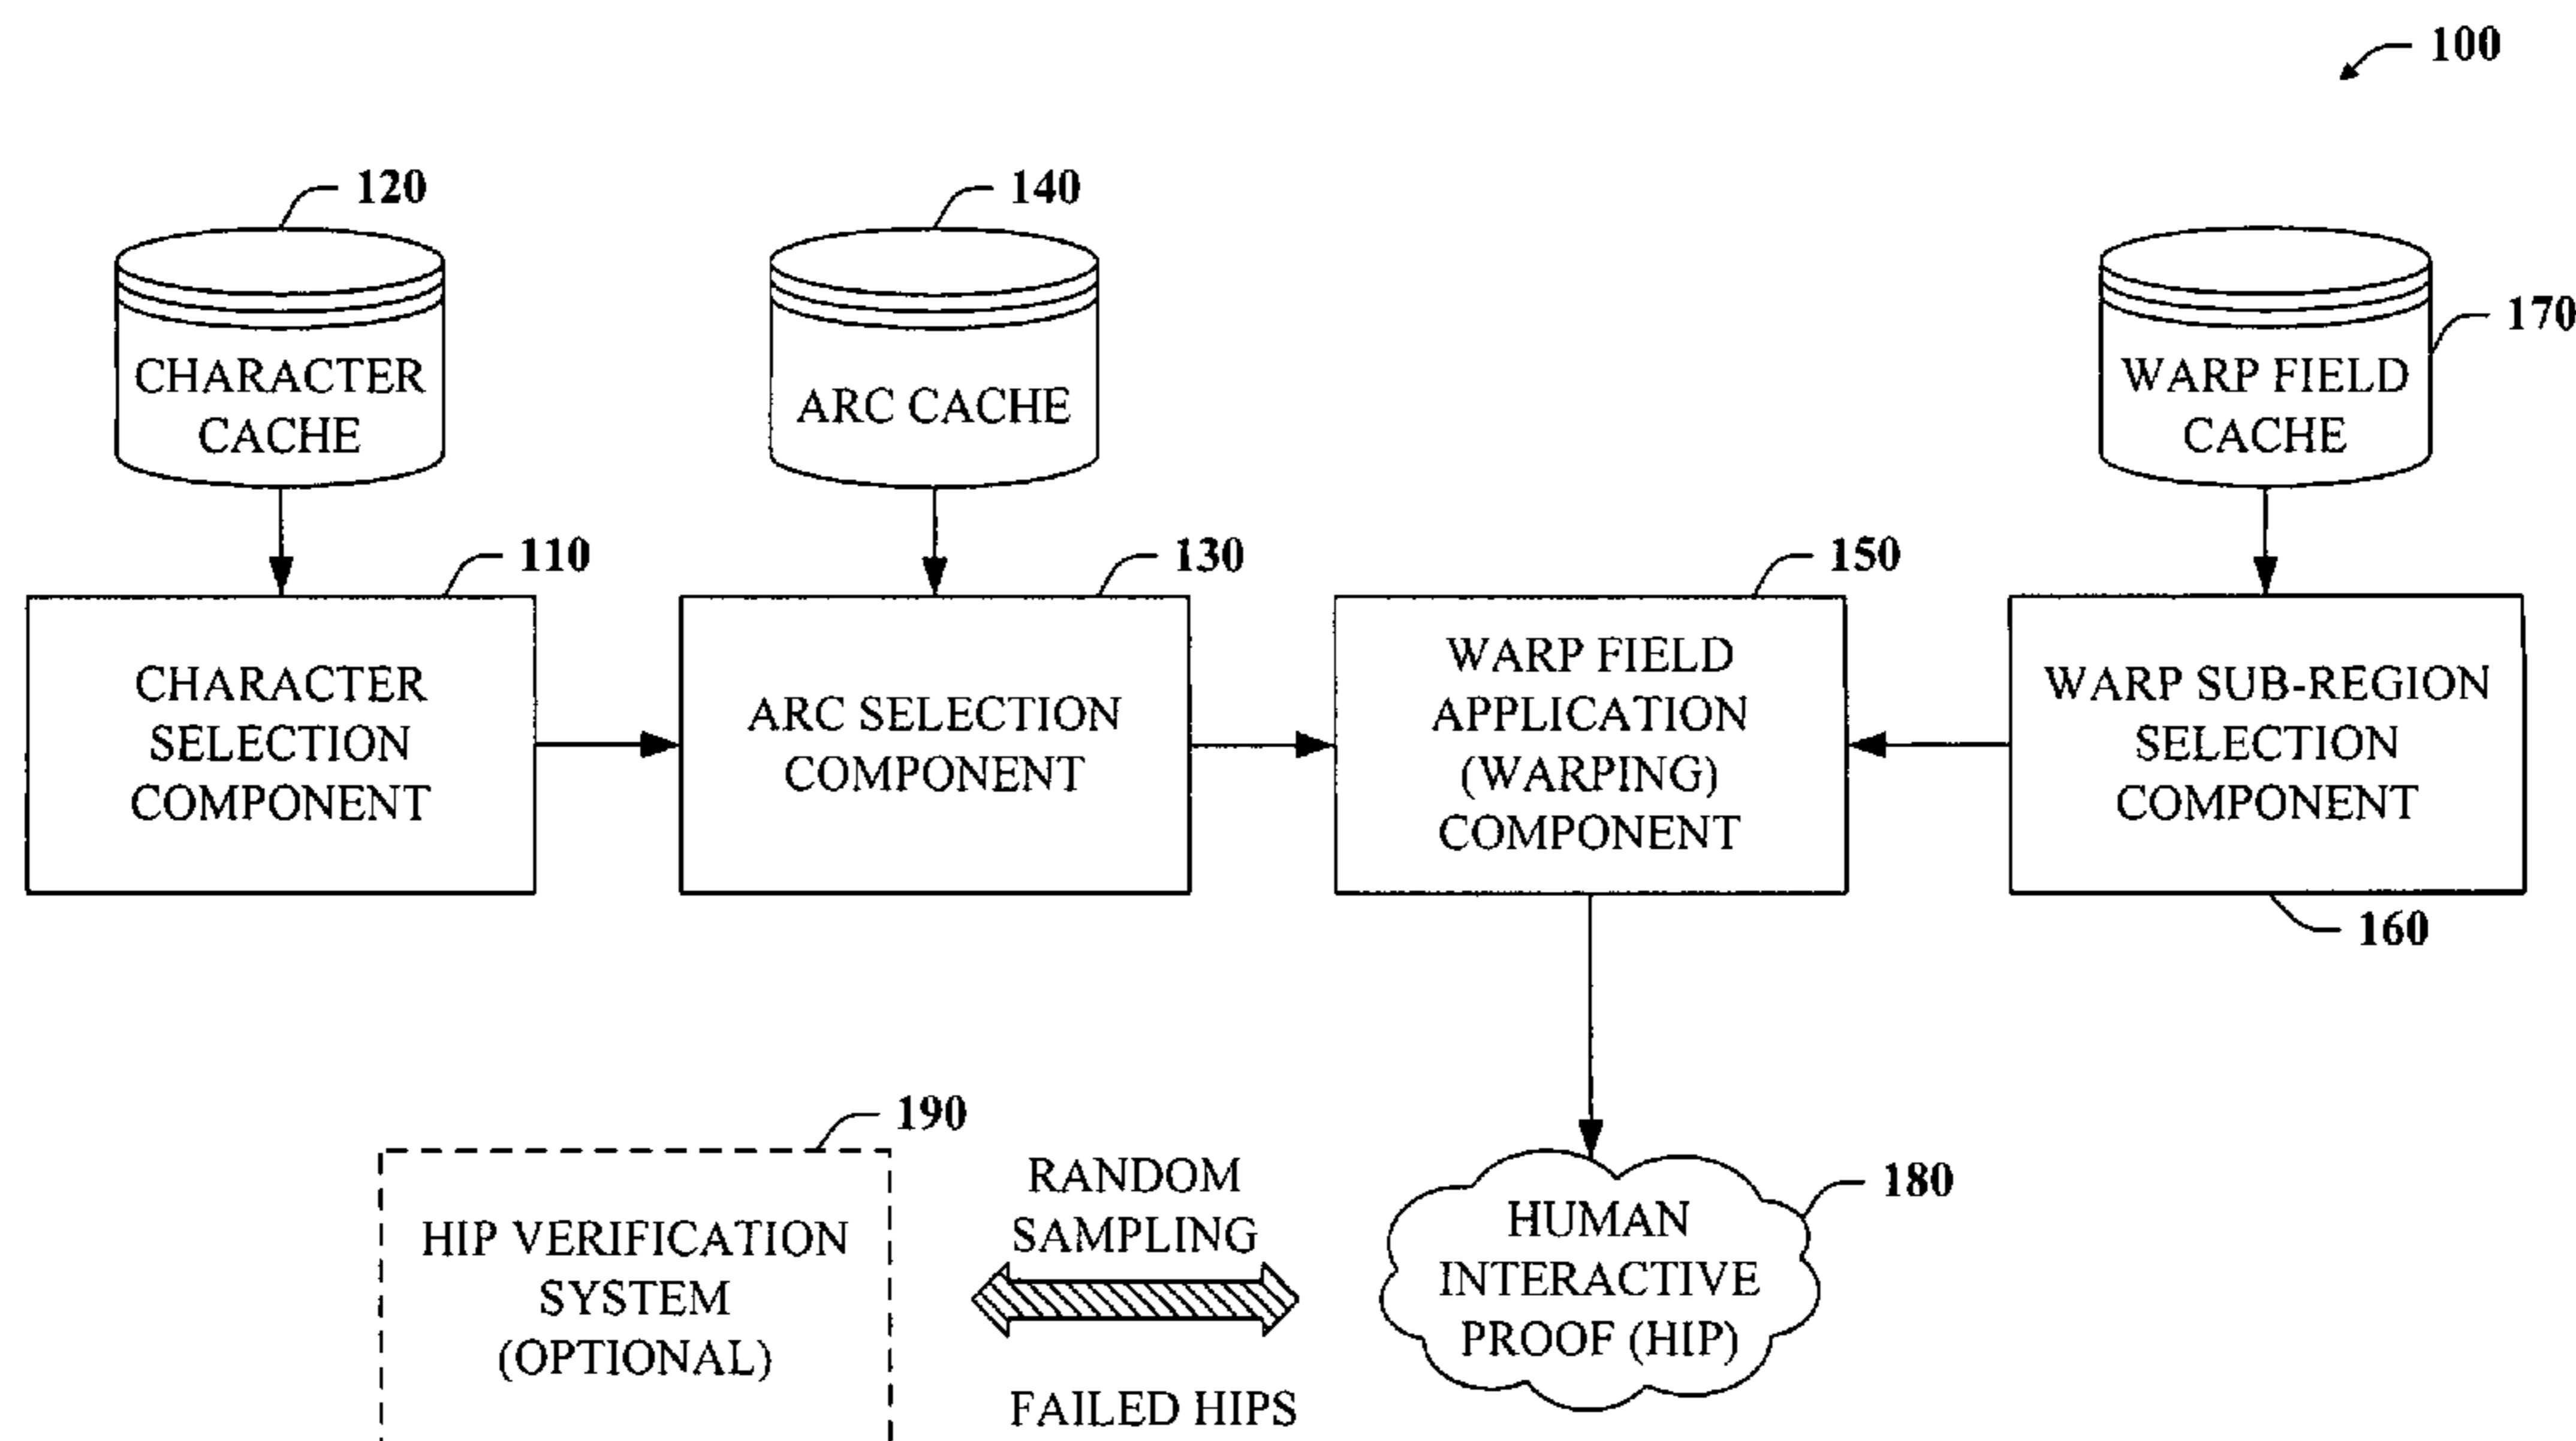 100
120
140
170
CHARACTER
CACHE
ARC CACHE
WARP FIELD
CACHE
110
130
150
CHARACTER
SELECTION
COMPONENT
ARC SELECTION
COMPONENT
WARP FIELD
APPLICATION
(WARPING)
COMPONENT
WARP SUB-REGION
SELECTION
COMPONENT
160
190
HIP VERIFICATION
SYSTEM
(OPTIONAL)
RANDOM
SAMPLING
FAILED HIPS
180
HUMAN
INTERACTIVE
PROOF (HIP)